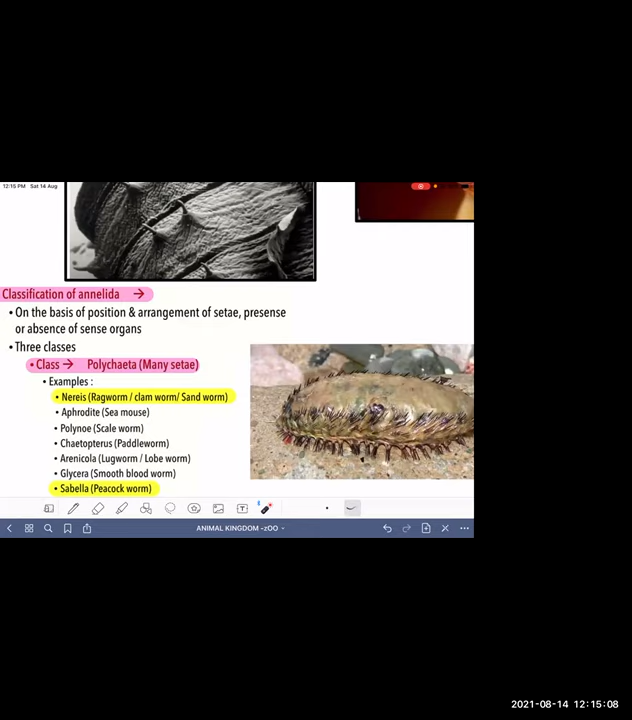 12:15 PM Sat 14 Aug
Classification of annelida →
• On the basis of position & arrangement of setae, presense
or absence of sense organs
• Three classes
• Class → Polychaeta (Many setae)
• Examples :
• Nereis (Ragworm / clam worm/ Sand worm)
• Aphrodite (Sea mouse)
• Polynoe (Scale worm)
• Chaetopterus (Paddleworm)
• Arenicola (Lugworm / Lobe worm)
• Glycera (Smooth blood worm)
• Sabella (Peacock worm)
ANIMAL KINGDOM -zOO
2021-08-14 12:15:08